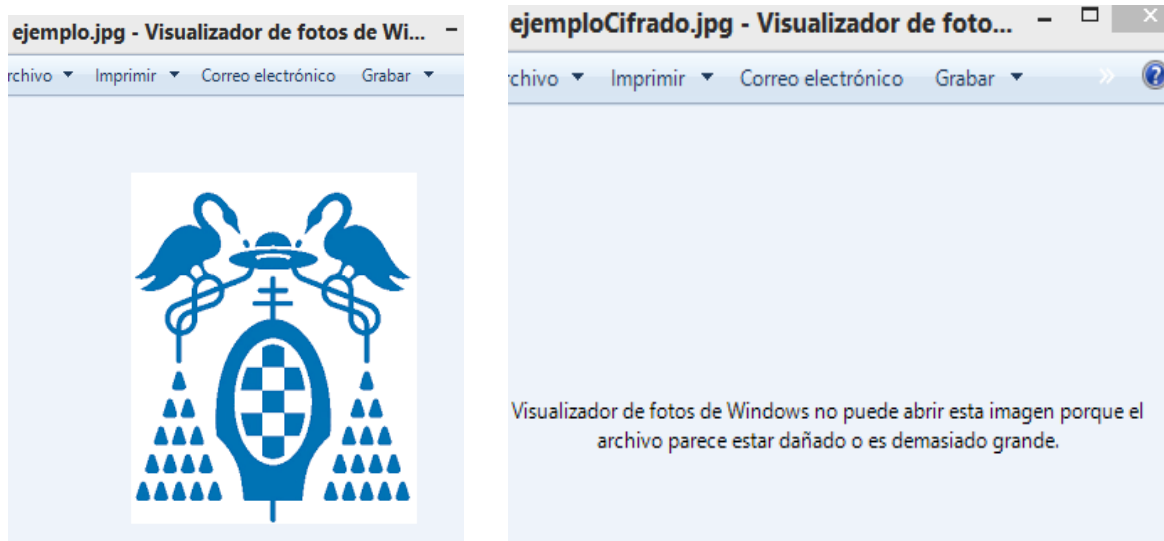 ejemplo.jpg - Visualizador de fotos de Wi...
rchivo Imprimir Correo electrónico Grabar
ejemploCifrado.jpg - Visualizador de foto...
rchivo Imprimir Correo electrónico Grabar » ?
Visualizador de fotos de Windows no puede abrir esta imagen porque el
archivo parece estar dañado o es demasiado grande.